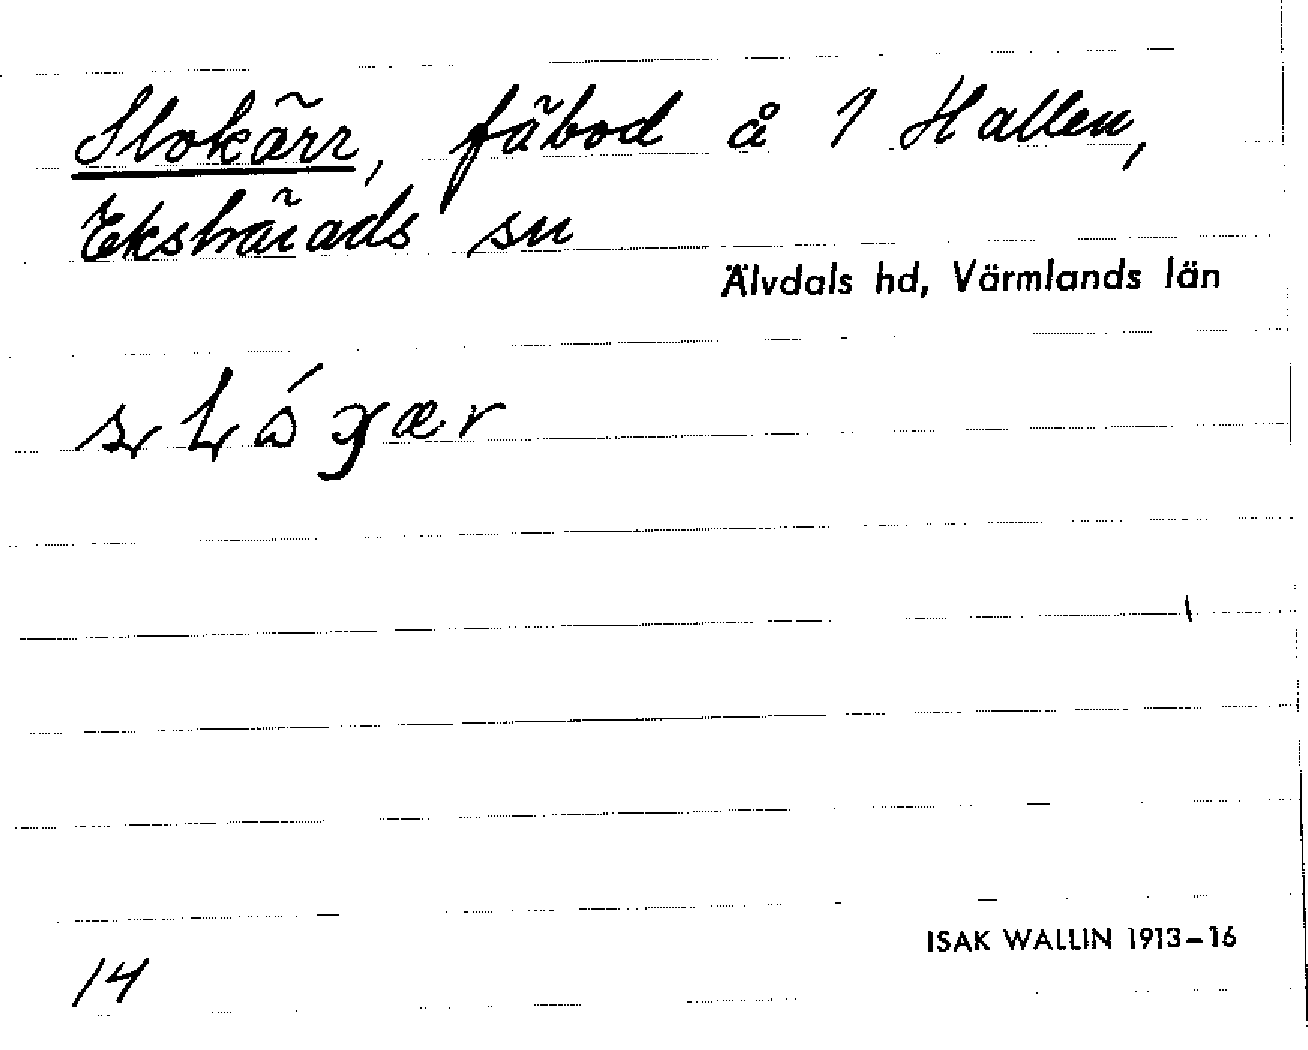 Slokärr, fäbod å 1 Hallen,
Ekshärads sn
Älvdals hd, Värmlands län
ISAK WALLIN 1913-16
14